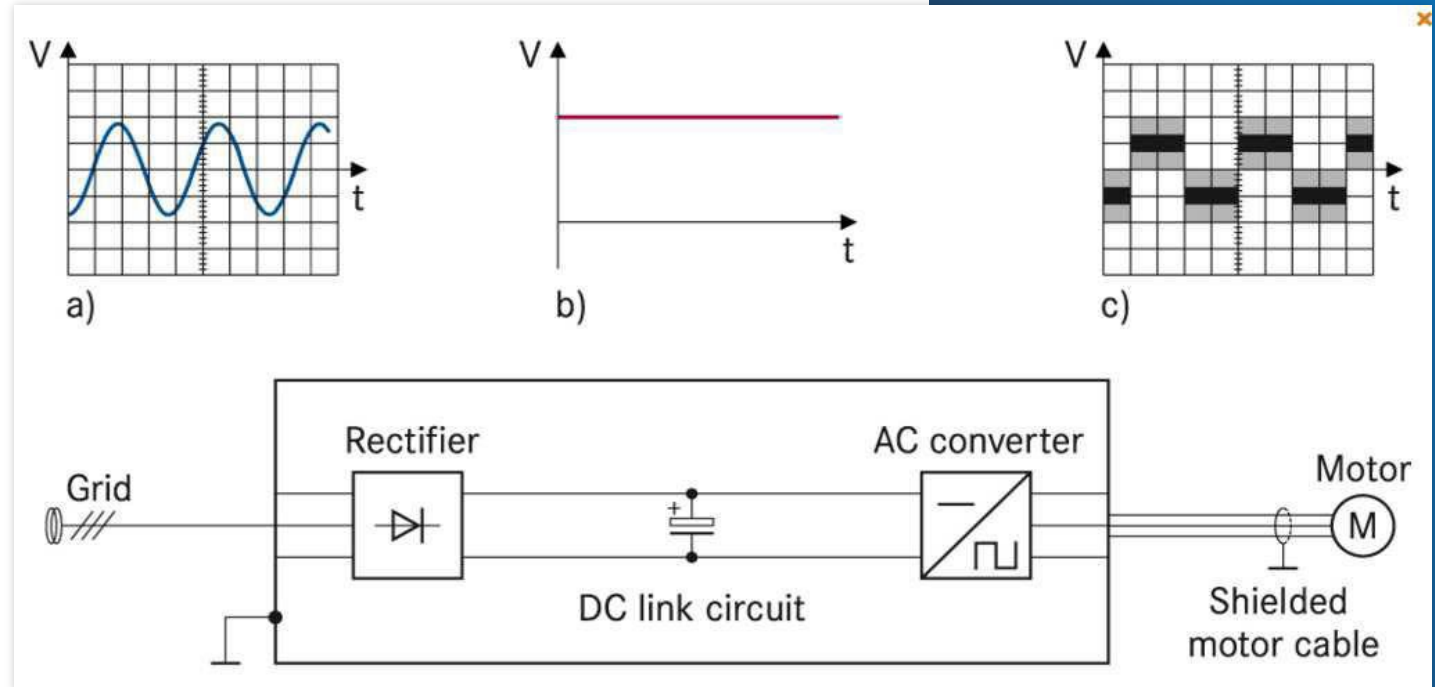 V
t
a)
V
t
b)
V
t
c)
Rectifier
AC converter
Motor
Grid
+
M
DC link circuit
Shielded
motor cable